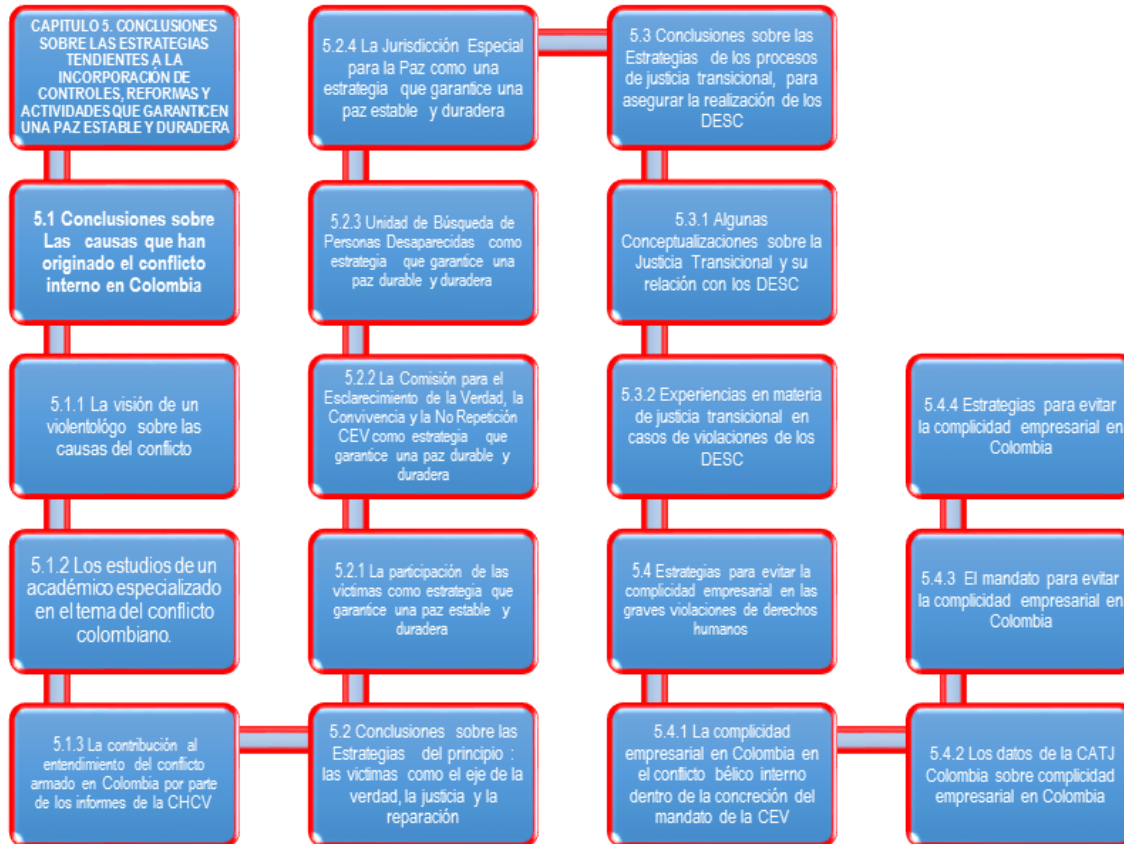 CAPITULO 5. CONCLUSIONES
SOBRE LAS ESTRATEGIAS
TENDIENTES A LA
INCORPORACIÓN DE
CONTROLES, REFORMAS Y
ACTIVIDADES QUE GARANTICEN
UNA PAZ ESTABLE Y DURADERA
5.1 Conclusiones sobre
Las causas que han
originado el conflicto
interno en Colombia
5.1.1 La visión de un
violentológo sobre las
causas del conflicto
5.1.2 Los estudios de un
académico especializado
en el tema del conflicto
colombiano.
5.1.3 La contribución al
entendimiento del conflicto
armado en Colombia por parte
de los informes de la CHCV
5.2 Conclusiones sobre las
Estrategias del principio :
las víctimas como el eje de la
verdad, la justicia y la
reparación
5.2.1 La participación de las
víctimas como estrategia que
garantice una paz estable y
duradera
5.2.2 La Comisión para el
Esclarecimiento de la Verdad, la
Convivencia y la No Repetición
CEV como estrategia que
garantice una paz durable y
duradera
5.2.3 Unidad de Búsqueda de
Personas Desaparecidas como
estrategia que garantice una
paz durable y duradera
5.2.4 La Jurisdicción Especial
para la Paz como una
estrategia que garantice una
paz estable y duradera
5.3 Conclusiones sobre las
Estrategias de los procesos
de justicia transicional, para
asegurar la realización de los
DESC
5.3.1 Algunas
Conceptualizaciones sobre la
Justicia Transicional y su
relación con los DESC
5.3.2 Experiencias en materia
de justicia transicional en
casos de violaciones de los
DESC
5.4 Estrategias para evitar la
complicidad empresarial en las
graves violaciones de derechos
humanos
5.4.1 La complicidad
empresarial en Colombia en
el conflicto bélico interno
dentro de la concreción del
mandato de la CEV
5.4.2 Los datos de la CATJ
Colombia sobre complicidad
empresarial en Colombia
5.4.3 El mandato para evitar
la complicidad empresarial en
Colombia
5.4.4 Estrategias para evitar
la complicidad empresarial en
Colombia